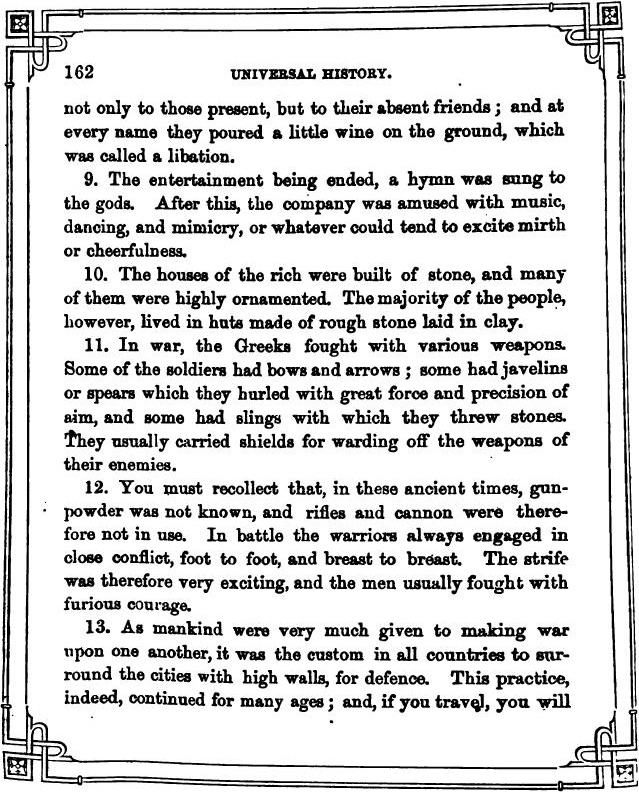 162 UNIVERSAL HISTORY.
not only to those present, but to their absent friends; and at
every name they poured a little wine on the ground, which
was called a libation.
9. The entertainment being ended, a hymn was sung to
the gods. After this, the company was amused with music,
dancing, and mimicry, or whatever could tend to excite mirth
or cheerfulness.
10. The houses of the rich were built of stone, and many
of them were highly ornamented. The majority of the people,
however, lived in huts made of rough stone laid in clay.
11. In war, the Greeks fought with various weapons.
Some of the soldiers had bows and arrows; some had javelins
or spears which they hurled with great force and precision of
aim, and some had slings with which they threw stones.
They usually carried shields for warding off the weapons of
their enemies.
12. You must recollect that, in these ancient times, gun-
powder was not known, and rifles and cannon were there-
fore not in use. In battle the warriors always engaged in
close conflict, foot to foot, and breast to breast. The strife
was therefore very exciting, and the men usually fought with
furious courage.
13. As mankind were very much given to making war
upon one another, it was the custom in all countries to sur-
round the cities with high walls, for defence. This practice,
indeed, continued for many ages; and, if you travel, you will